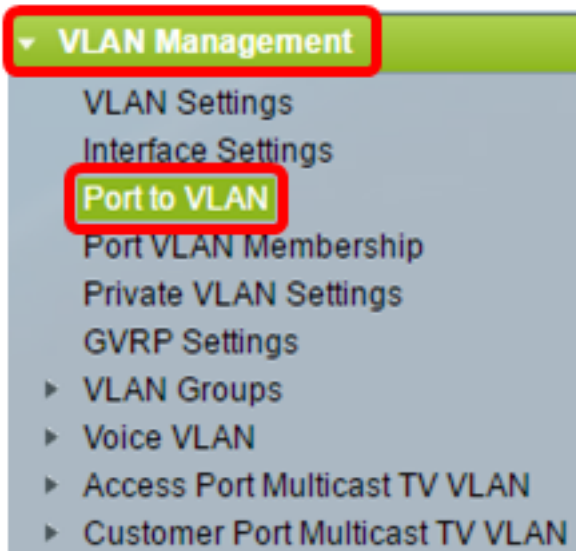 VLAN Management
VLAN Settings
Interface Settings
Port to VLAN
Port VLAN Membership
Private VLAN Settings
GVRP Settings
VLAN Groups
Voice VLAN
Access Port Multicast TV VLAN
Customer Port Multicast TV VLAN